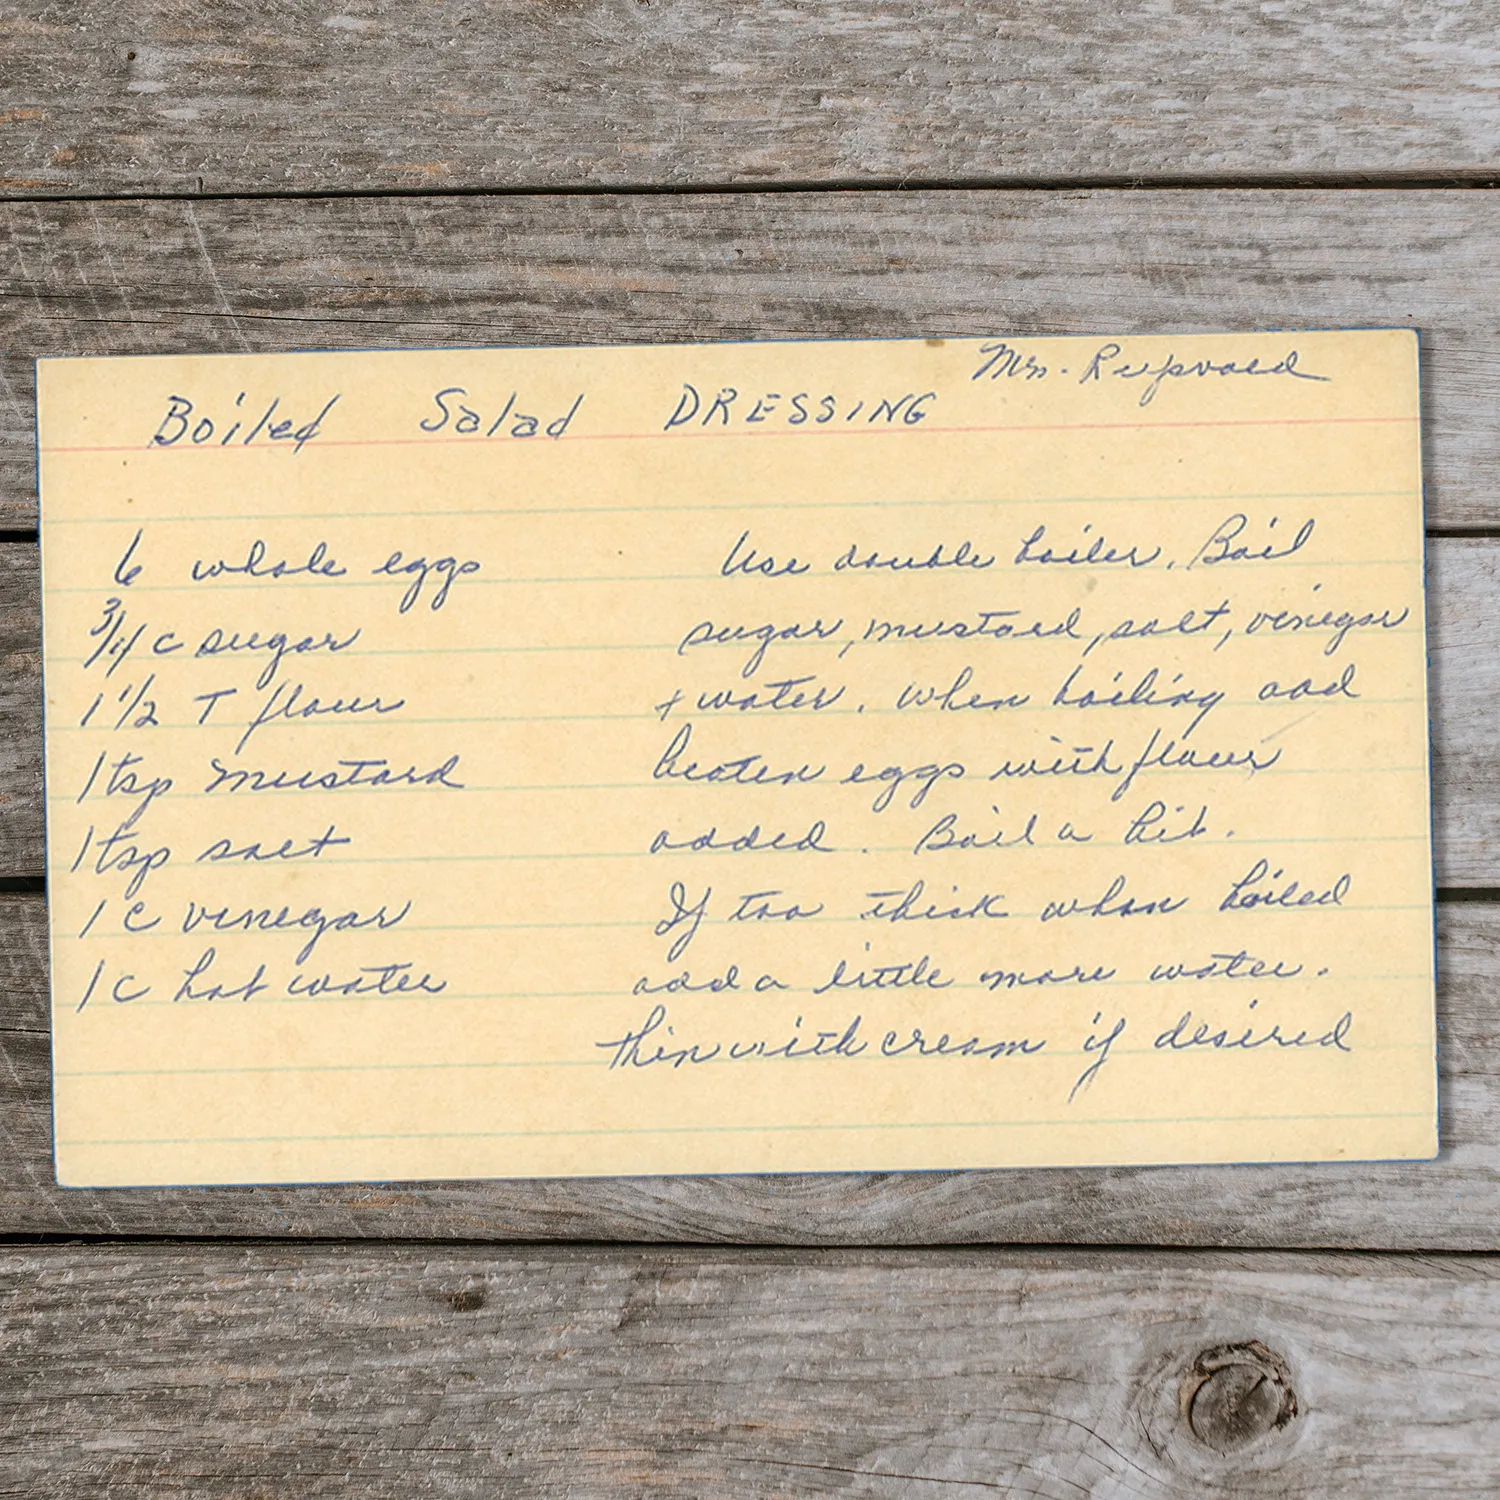 Mrs.
Boiled Salad DRESSING
6 whole eggs
3/4 c sugar
1 1/2 T flour
1 tsp mustard
1 tsp salt
1 c vinegar
1 c hot water
Use double boiler. Boil
sugar, mustard, salt, vinegar
+ water. When boiling add
beaten eggs with flour
added. Boil a bit.
If too thick when boiled
add a little more water.
Thin with cream if desired